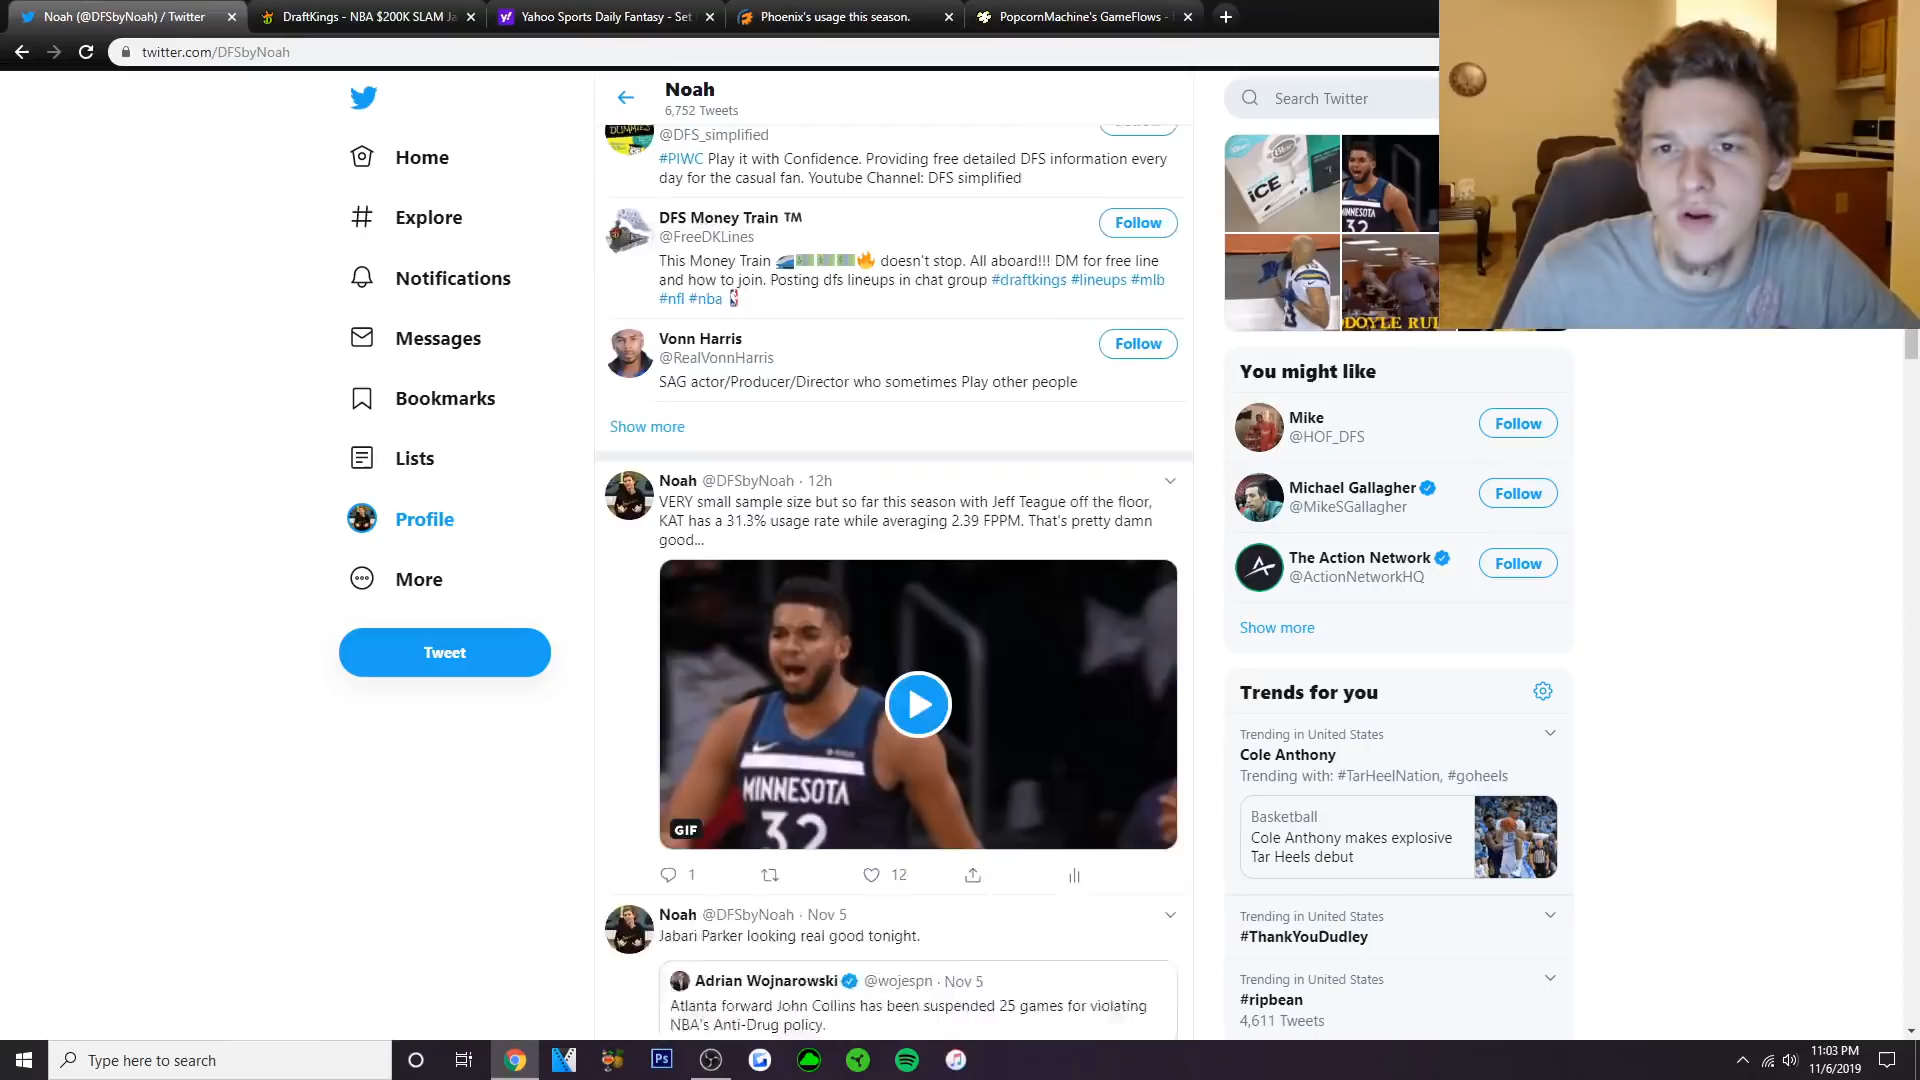 Noah (@DFSbyNoah) / Twitter
DraftKings - NBA $200K SLAM Ja
Yahoo Sports Daily Fantasy - Set
Phoenix's usage this season.
PopcornMachine's GameFlows -
twitter.com/DFSbyNoah
Home
Explore
Notifications
Messages
Bookmarks
Lists
Profile
More
Tweet
Noah
6,752 Tweets
@DFS_simplified
#PIWC Play it with Confidence. Providing free detailed DFS information every
day for the casual fan. Youtube Channel: DFS simplified
DFS Money Train TM
@FreeDKLines
Follow
This Money Train 🚄💵💵💵🔥 doesn't stop. All aboard!!! DM for free line
and how to join. Posting dfs lineups in chat group #draftkings #lineups #mlb
#nfl #nba
Vonn Harris
@RealVonnHarris
Follow
SAG actor/Producer/Director who sometimes Play other people
Show more
Noah @DFSbyNoah · 12h
VERY small sample size but so far this season with Jeff Teague off the floor,
KAT has a 31.3% usage rate while averaging 2.39 FPPM. That's pretty damn
good...
MINNESOTA
32
GIF
1
12
Noah @DFSbyNoah · Nov 5
Jabari Parker looking real good tonight.
Adrian Wojnarowski @wojespn · Nov 5
Atlanta forward John Collins has been suspended 25 games for violating
NBA's Anti-Drug policy.
Search Twitter
Blue
ICE
MINNESOTA
32
DOYLE RUL
You might like
Mike
@HOF_DFS
Follow
Michael Gallagher
@MikeSGallagher
Follow
The Action Network
@ActionNetworkHQ
Follow
Show more
Trends for you
Trending in United States
Cole Anthony
Trending with: #TarHeelNation, #goheels
Basketball
Cole Anthony makes explosive
Tar Heels debut
Trending in United States
#ThankYouDudley
Trending in United States
#ripbean
4,611 Tweets
Type here to search
Ps
11:03 PM
11/6/2019